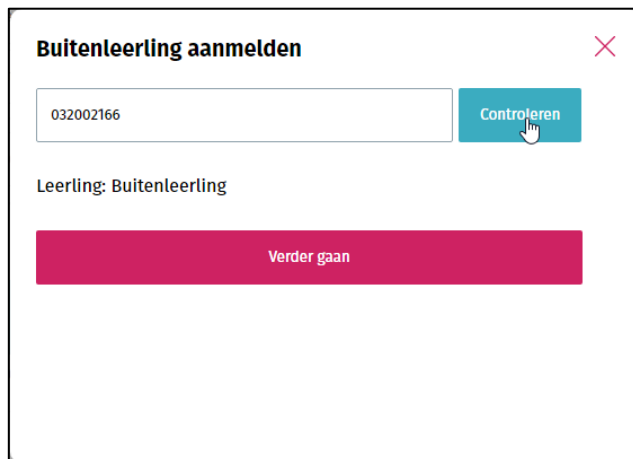 Buitenleerling aanmelden
032002166
Controleren
Leerling: Buitenleerling
Verder gaan